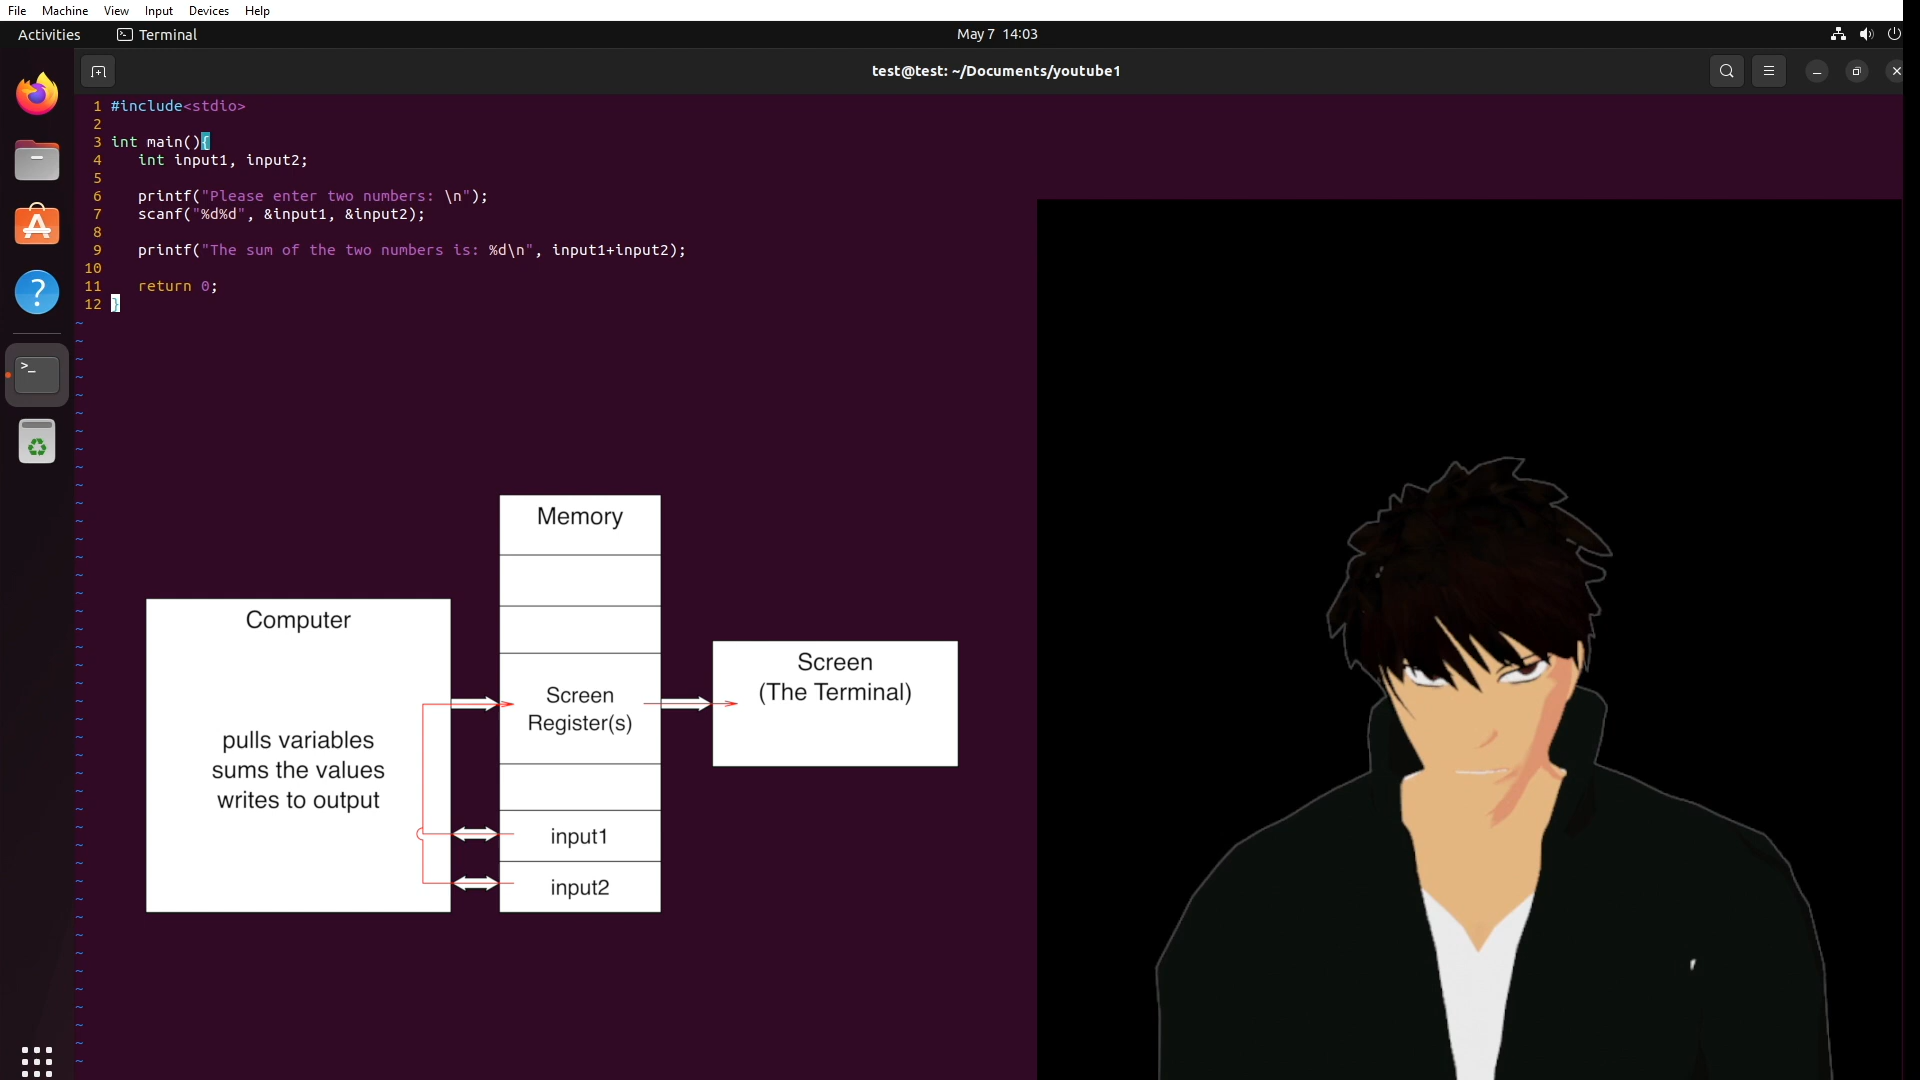 File Machine View Input Devices Help
Activities Terminal May 7 14:03
test@test: ~/Documents/youtube1
1 #include<stdio>
2
3 int main(){
4 int input1, input2;
5
6 printf("Please enter two numbers: \n");
7 scanf("%d%d", &input1, &input2);
8
9 printf("The sum of the two numbers is: %d\n", input1+input2);
10
11 return 0;
12 }
Memory
Computer
Screen
(The Terminal)
Screen
Register(s)
pulls variables
sums the values
writes to output
input1
input2